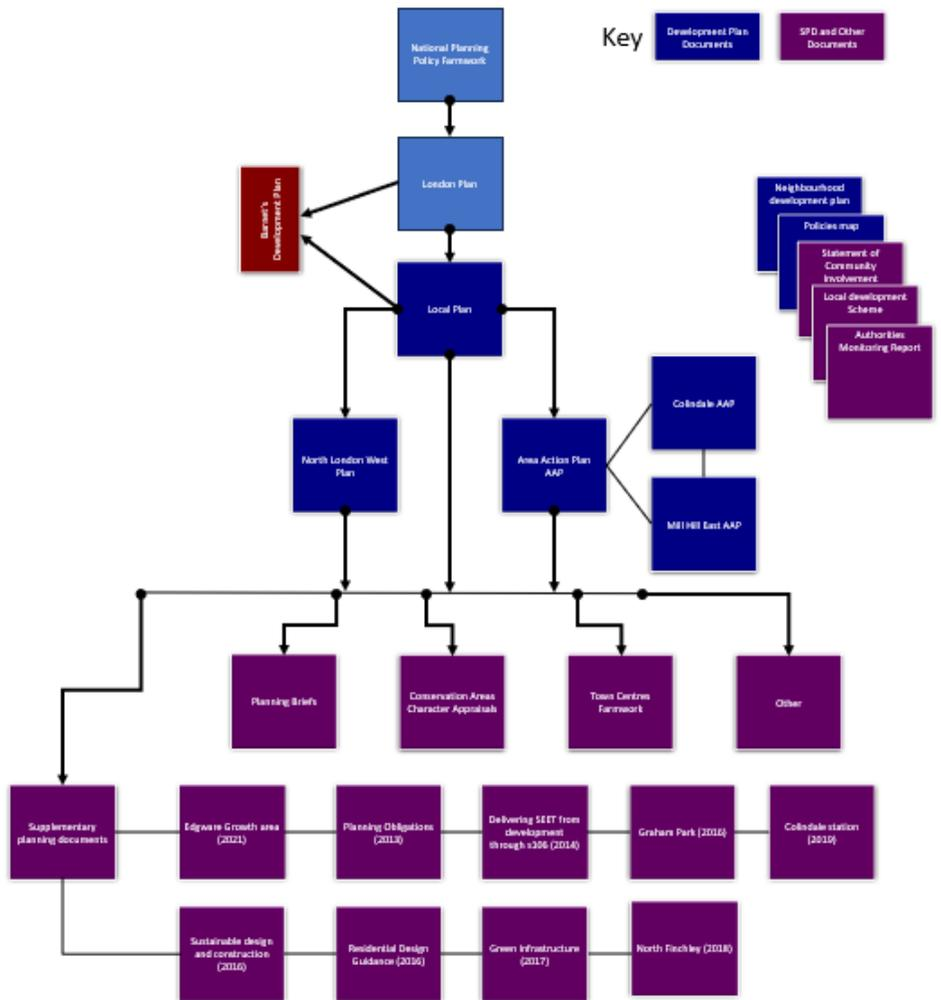 National Planning
Policy Farmwork
Key
Development Plan
Documents
SPD and Other
Documents
London Plan
Barnet's
Development Plan
Neighbourhood
development plan
Policies map
Statement of
Community
Involvement
Local development
Scheme
Authorities
Monitoring Report
Local Plan
Colindale AAP
North London West
Plan
Area Action Plan
AAP
Mill Hill East AAP
Planning Briefs
Conservation Areas
Character Appraisals
Town Centres
Farmwork
Other
Supplementary
planning documents
Edgware Growth area
(2021)
Planning Obligations
(2013)
Delivering SEET from
development
through s106 (2014)
Graham Park (2016)
Colindale station
(2019)
Sustainable design
and construction
(2016)
Residential Design
Guidance (2016)
Green Infrastructure
(2017)
North Finchley (2018)